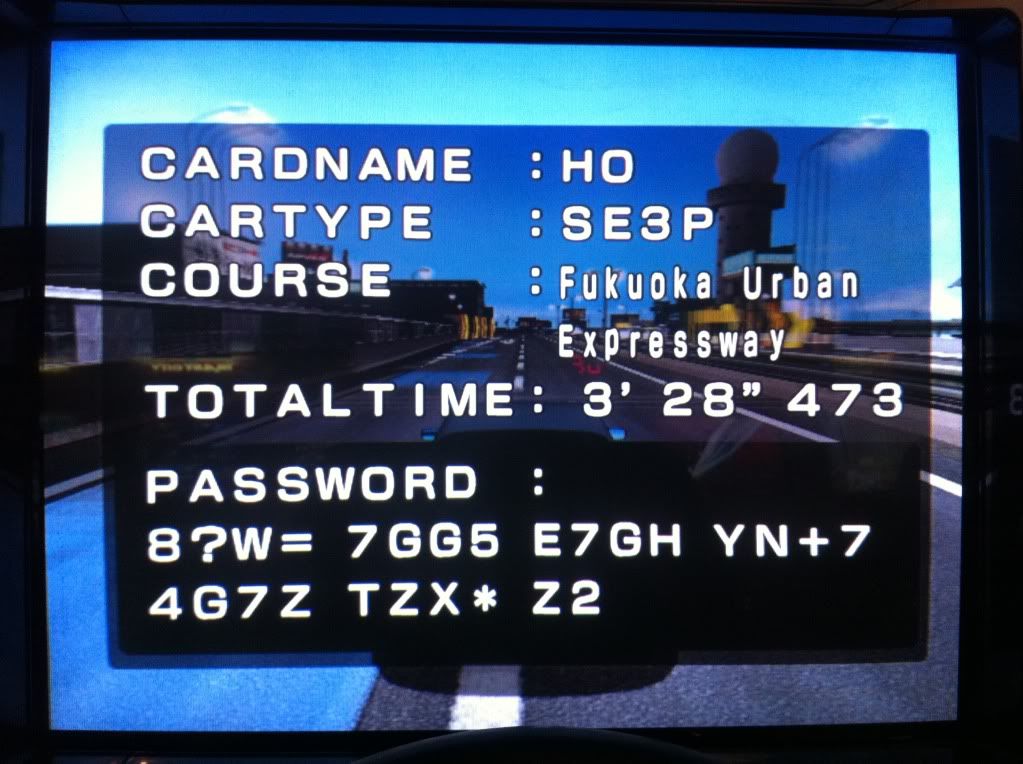 CARDNAME : HO
CARTYPE : SE3P
COURSE : Fukuoka Urban
Expressway
TOTALTIME: 3' 28" 473
PASSWORD :
8?W= 7GG5 E7GH YN+7
4G7Z TZX* Z2